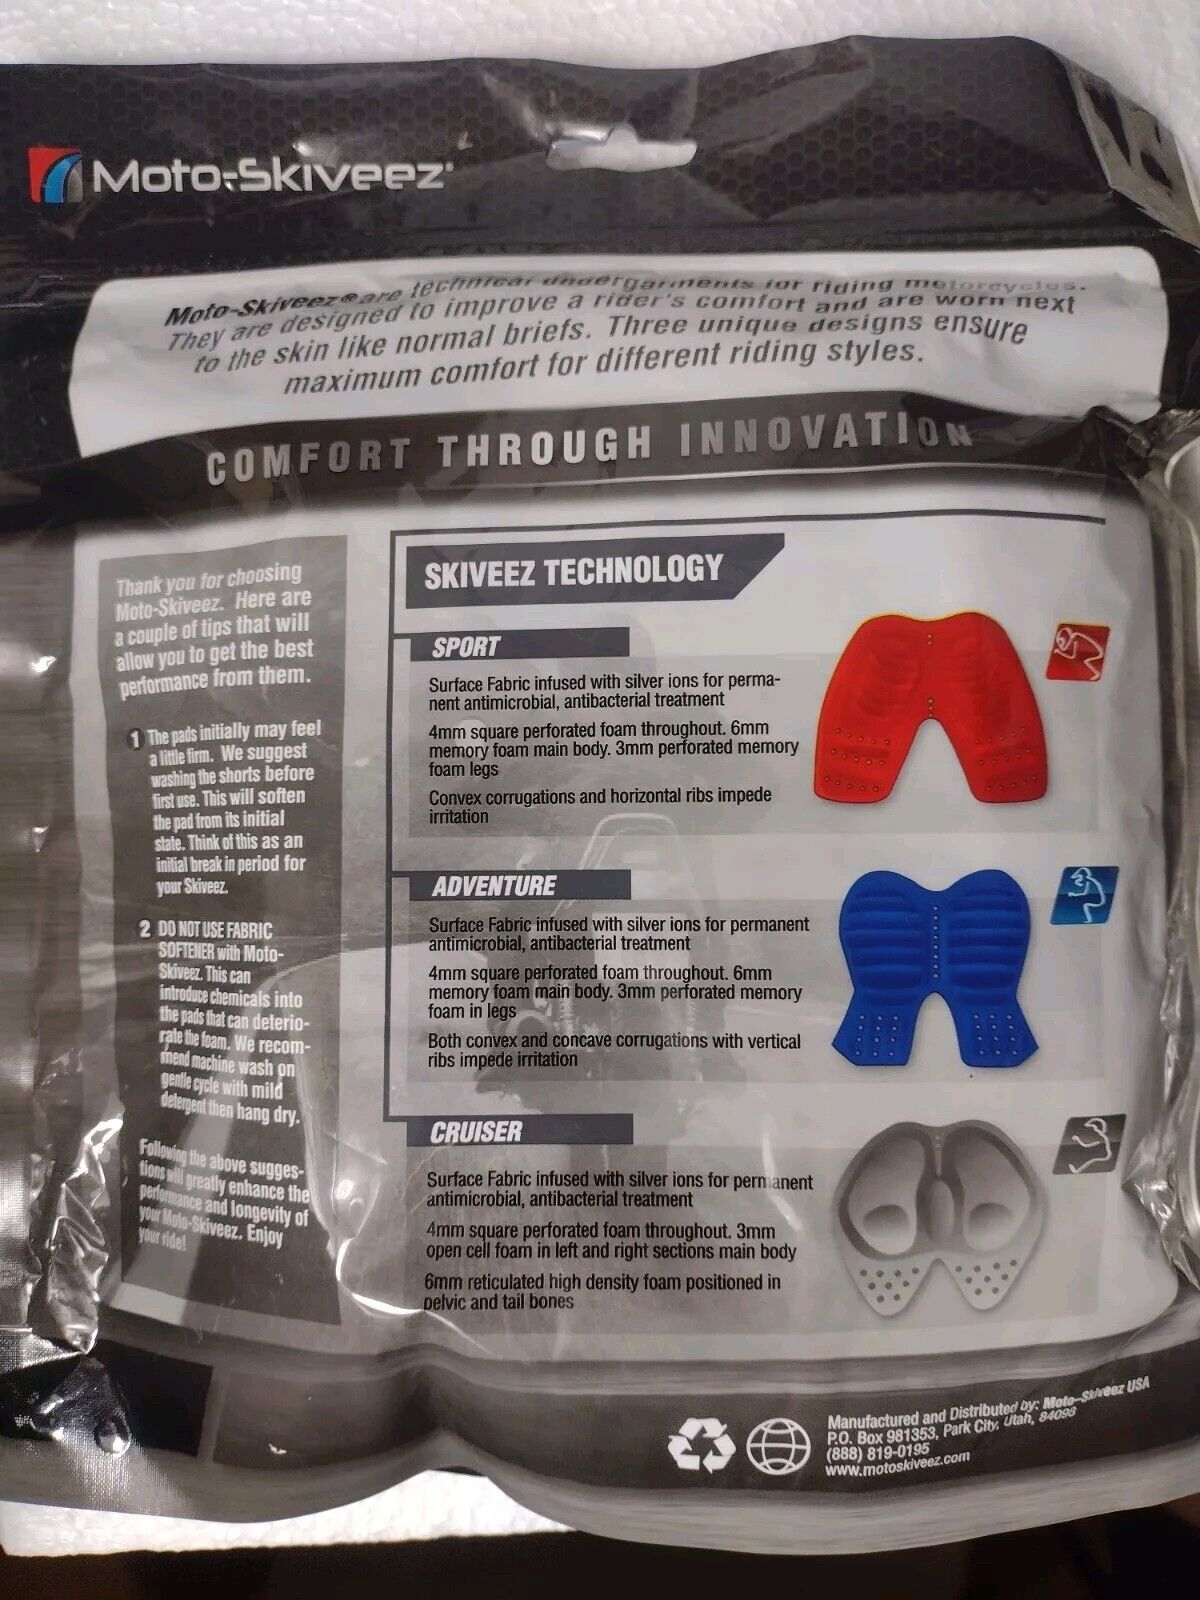 Moto-Skiveez®
Moto-Skiveez® are technical undergarments for riding motorcycles.
They are designed to improve a rider's comfort and are worn next
to the skin like normal briefs. Three unique designs ensure
maximum comfort for different riding styles.
COMFORT THROUGH INNOVATION
Thank you for choosing
Moto-Skiveez. Here are
a couple of tips that will
allow you to get the best
performance from them.
1 The pads initially may feel
a little firm. We suggest
washing the shorts before
first use. This will soften
the pad from its initial
state. Think of this as an
initial break in period for
your Skiveez.
2 DO NOT USE FABRIC
SOFTENER with Moto-
Skiveez. This can
introduce chemicals into
the pads that can deterio-
rate the foam. We recom-
mend machine wash on
gentle cycle with mild
detergent then hang dry.
Following the above sugges-
tions will greatly enhance the
performance and longevity of
your Moto-Skiveez. Enjoy
your ride!
SKIVEEZ TECHNOLOGY
SPORT
Surface Fabric infused with silver ions for perma-
nent antimicrobial, antibacterial treatment
4mm square perforated foam throughout. 6mm
memory foam main body. 3mm perforated memory
foam legs
Convex corrugations and horizontal ribs impede
irritation
ADVENTURE
Surface Fabric infused with silver ions for permanent
antimicrobial, antibacterial treatment
4mm square perforated foam throughout. 6mm
memory foam main body. 3mm perforated memory
foam in legs
Both convex and concave corrugations with vertical
ribs impede irritation
CRUISER
Surface Fabric infused with silver ions for permanent
antimicrobial, antibacterial treatment
4mm square perforated foam throughout. 3mm
open cell foam in left and right sections main body
6mm reticulated high density foam positioned in
pelvic and tail bones
Manufactured and Distributed by: Moto-Skiveez USA
P.O. Box 981353, Park City, Utah, 84098
(888) 819-0195
www.motoskiveez.com